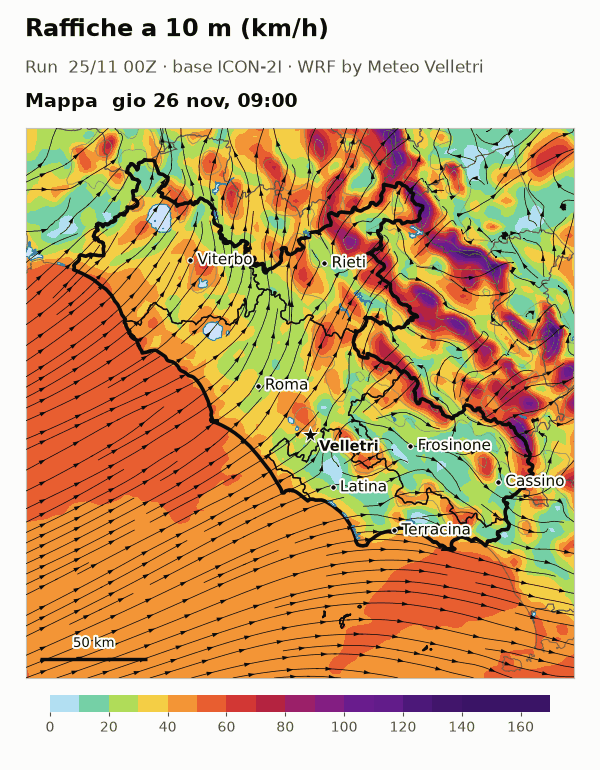 Raffiche a 10 m (km/h)
Run 25/11 00Z · base ICON-2I · WRF by Meteo Velletri
Mappa gio 26 nov, 09:00
Viterbo
Rieti
Roma
Velletri
Frosinone
Cassino
Latina
Terracina
50 km
0 20 40 60 80 100 120 140 160